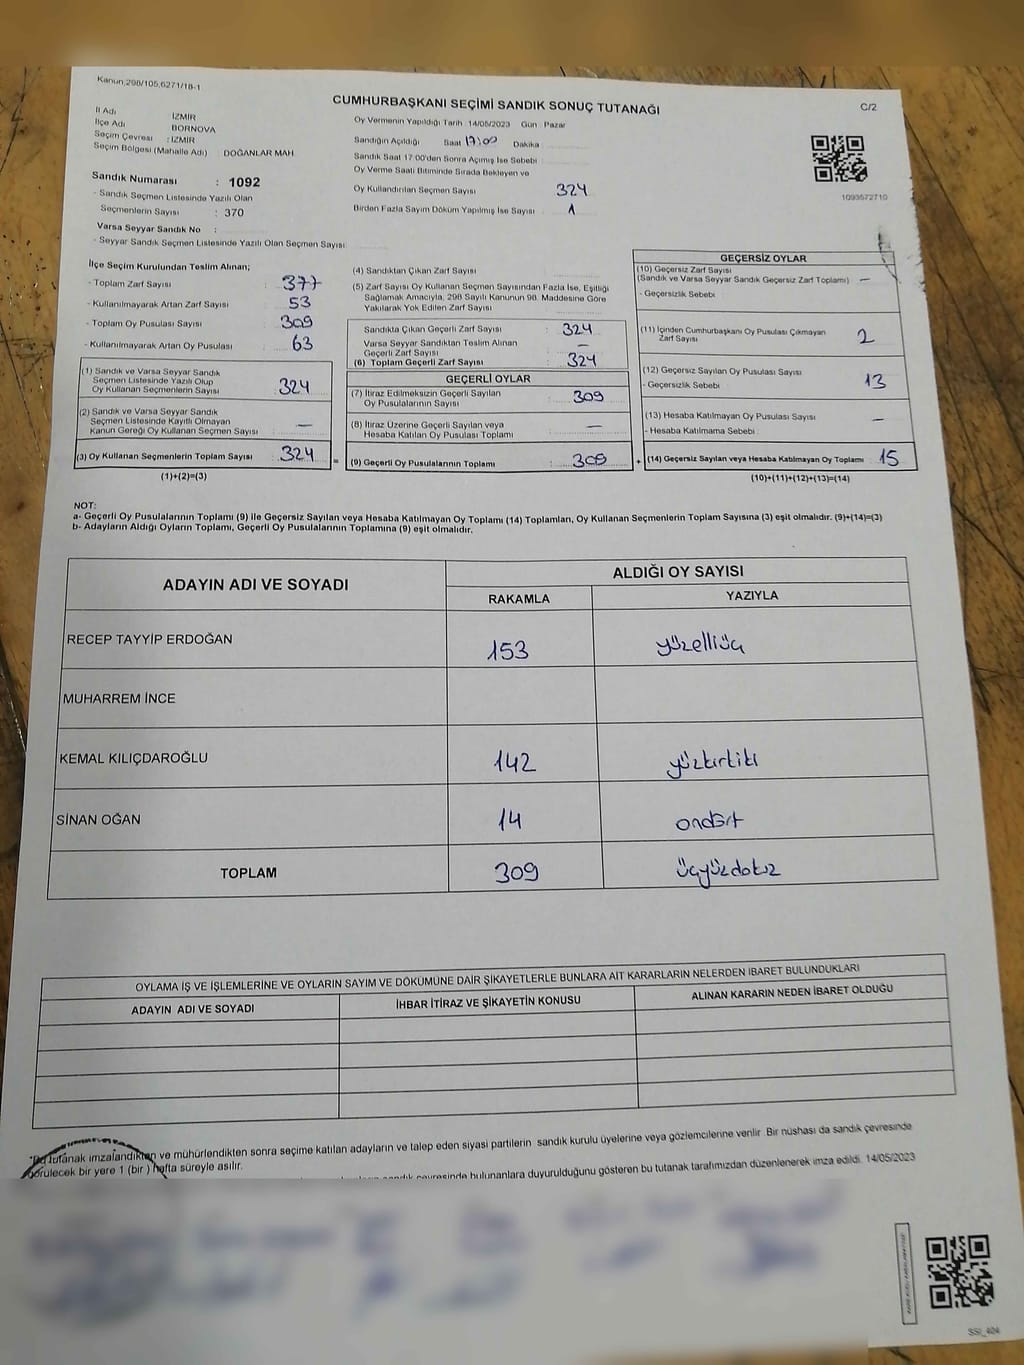 Kanun:298/105,6271/18-1
CUMHURBAŞKANI SEÇİMİ SANDIK SONUÇ TUTANAĞI
C/2
İl Adı İZMİR
İlçe Adı BORNOVA
Seçim Çevresi : İZMİR
Seçim Bölgesi (Mahalle Adı) : DOĞANLAR MAH.
Sandık Numarası : 1092
- Sandık Seçmen Listesinde Yazılı Olan
Seçmenlerin Sayısı : 370
Varsa Seyyar Sandık No :
- Seyyar Sandık Seçmen Listesinde Yazılı Olan Seçmen Sayısı:
Oy Vermenin Yapıldığı Tarih :14/05/2023 Gün : Pazar
Sandığın Açıldığı Saat 17:00 Dakika :
Sandık Saat 17:00'den Sonra Açımış İse Sebebi :
Oy Verme Saati Bitiminde Sırada Bekleyen ve
Oy Kullandırılan Seçmen Sayısı 324
Birden Fazla Sayım Döküm Yapılmış İse Sayısı 1
1093572710
İlçe Seçim Kurulundan Teslim Alınan;
- Toplam Zarf Sayısı : 377
- Kullanılmayarak Artan Zarf Sayısı : 53
- Toplam Oy Pusulası Sayısı : 309
- Kullanılmayarak Artan Oy Pusulası : 63
(1) Sandık ve Varsa Seyyar Sandık
Seçmen Listesinde Yazılı Olup
Oy Kullanan Seçmenlerin Sayısı : 324
(2) Sandık ve Varsa Seyyar Sandık
Seçmen Listesinde Kayıtlı Olmayan
Kanun Gereği Oy Kullanan Seçmen Sayısı : —
(3) Oy Kullanan Seçmenlerin Toplam Sayısı : 324
(1)+(2)=(3)
=
(4) Sandıktan Çıkan Zarf Sayısı :
(5) Zarf Sayısı Oy Kullanan Seçmen Sayısından Fazla İse, Eşitliği
Sağlamak Amacıyla, 298 Sayılı Kanunun 98. Maddesine Göre
Yakılarak Yok Edilen Zarf Sayısı :
Sandıkta Çıkan Geçerli Zarf Sayısı : 324
Varsa Seyyar Sandıktan Teslim Alınan
Geçerli Zarf Sayısı : —
(6) Toplam Geçerli Zarf Sayısı : 324
GEÇERLİ OYLAR
(7) İtiraz Edilmeksizin Geçerli Sayılan
Oy Pusulalarının Sayısı : 309
(8) İtiraz Üzerine Geçerli Sayılan veya
Hesaba Katılan Oy Pusulası Toplamı : —
(9) Geçerli Oy Pusulalarının Toplamı : 309
+
GEÇERSİZ OYLAR
(10) Geçersiz Zarf Sayısı
(Sandık ve Varsa Seyyar Sandık Geçersiz Zarf Toplamı) : —
- Geçersizlik Sebebi :
(11) İçinden Cumhurbaşkanı Oy Pusulası Çıkmayan
Zarf Sayısı : 2
(12) Geçersiz Sayılan Oy Pusulası Sayısı :
- Geçersizlik Sebebi : 13
(13) Hesaba Katılmayan Oy Pusulası Sayısı : —
- Hesaba Katılmama Sebebi :
(14) Geçersiz Sayılan veya Hesaba Katılmayan Oy Toplamı : 15
(10)+(11)+(12)+(13)=(14)
NOT:
a- Geçerli Oy Pusulalarının Toplamı (9) ile Geçersiz Sayılan veya Hesaba Katılmayan Oy Toplamı (14) Toplamları, Oy Kullanan Seçmenlerin Toplam Sayısına (3) eşit olmalıdır. (9)+(14)=(3)
b- Adayların Aldığı Oyların Toplamı, Geçerli Oy Pusulalarının Toplamına (9) eşit olmalıdır.
ADAYIN ADI VE SOYADI
ALDIĞI OY SAYISI
RAKAMLA YAZIYLA
RECEP TAYYİP ERDOĞAN 153 yüzelliüç
MUHARREM İNCE
KEMAL KILIÇDAROĞLU 142 yüzkırkiki
SİNAN OĞAN 14 ondört
TOPLAM 309 üçyüzdokuz
OYLAMA İŞ VE İŞLEMLERİNE VE OYLARIN SAYIM VE DÖKÜMÜNE DAİR ŞİKAYETLERLE BUNLARA AİT KARARLARIN NELERDEN İBARET BULUNDUKLARI
ADAYIN ADI VE SOYADI İHBAR İTİRAZ VE ŞİKAYETİN KONUSU ALINAN KARARIN NEDEN İBARET OLDUĞU
*Bu tutanak imzalandıktan ve mühürlendikten sonra seçime katılan adayların ve talep eden siyasi partilerin sandık kurulu üyelerine veya gözlemcilerine verilir. Bir nüshası da sandık çevresinde
görülecek bir yere 1 (bir) hafta süreyle asılır.
sandık çevresinde bulunanlara duyurulduğunu gösteren bu tutanak tarafımızdan düzenlenerek imza edildi. 14/05/2023
SSI_404